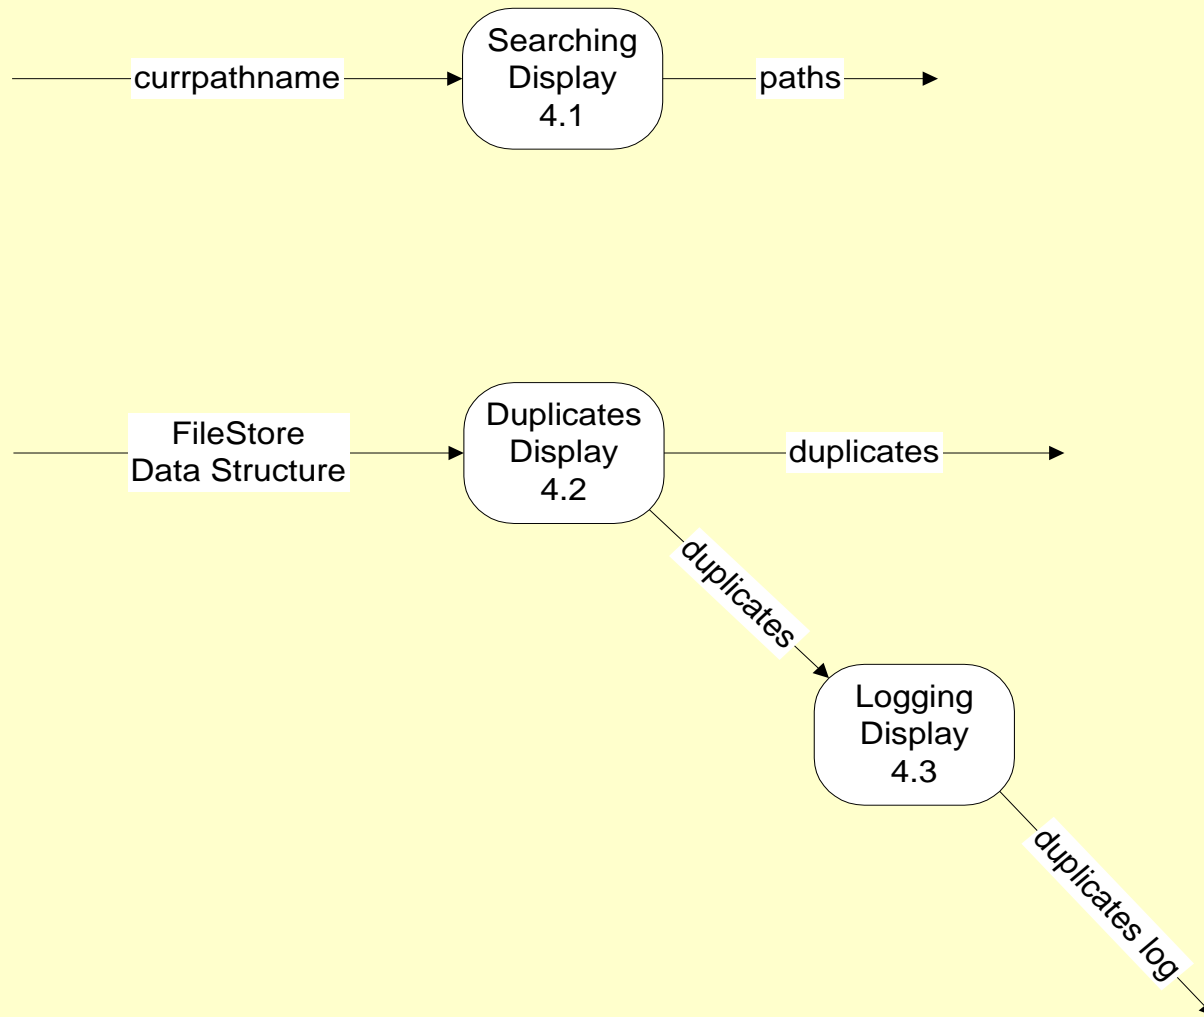 currpathname
Searching
Display
4.1
paths
FileStore
Data Structure
Duplicates
Display
4.2
duplicates
duplicates
Logging
Display
4.3
duplicates log